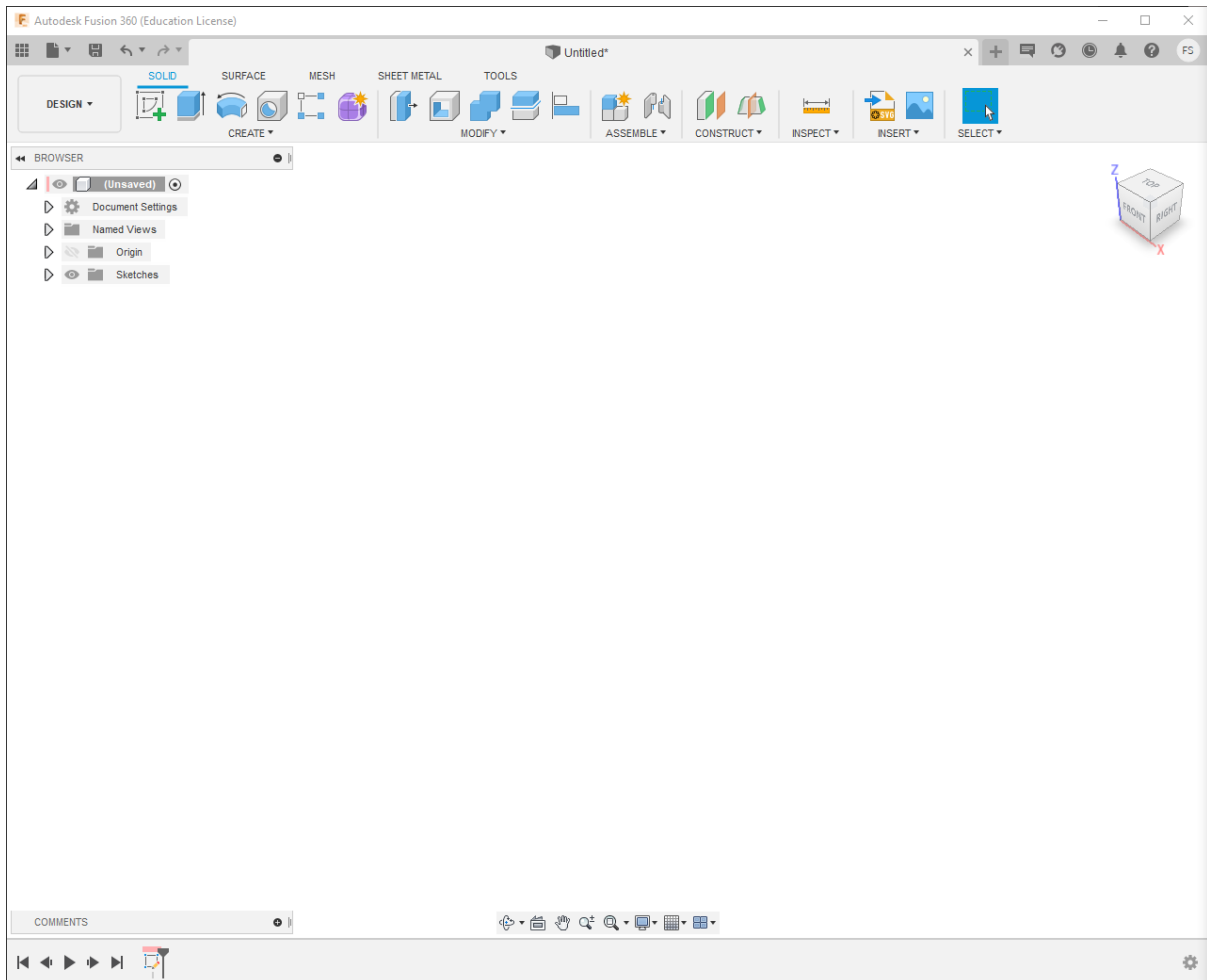 Autodesk Fusion 360 (Education License)
Untitled*
FS
SOLID SURFACE MESH SHEET METAL TOOLS
DESIGN
SVG
CREATE MODIFY ASSEMBLE CONSTRUCT INSPECT INSERT SELECT
BROWSER
(Unsaved)
Document Settings
Named Views
Origin
Sketches
Z
TOP
FRONT RIGHT
X
COMMENTS